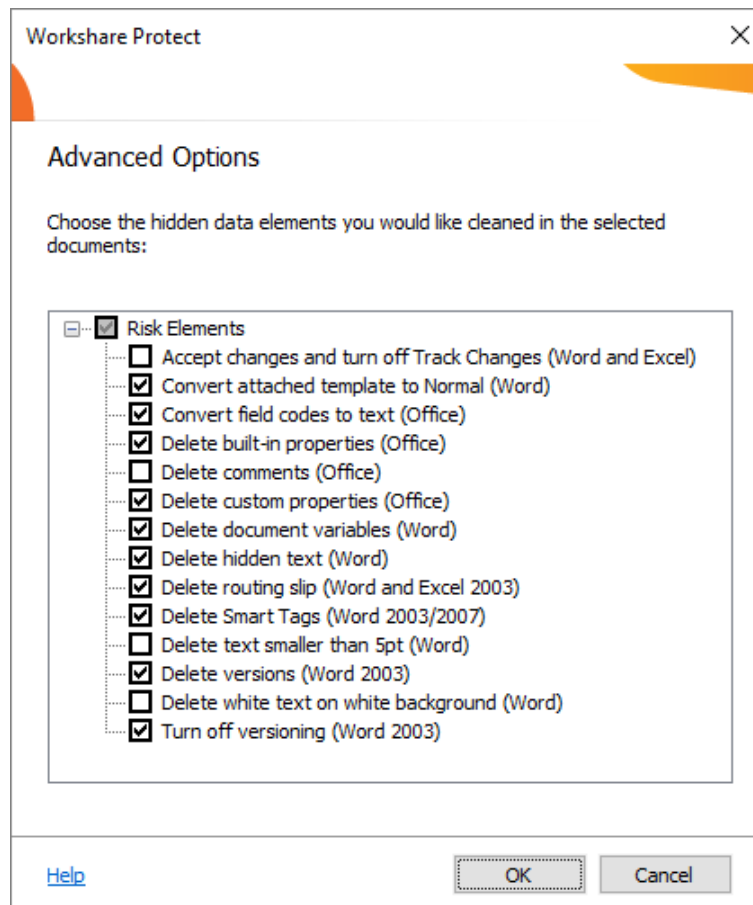 Workshare Protect
Advanced Options
Choose the hidden data elements you would like cleaned in the selected
documents:
Risk Elements
Accept changes and turn off Track Changes (Word and Excel)
Convert attached template to Normal (Word)
Convert field codes to text (Office)
Delete built-in properties (Office)
Delete comments (Office)
Delete custom properties (Office)
Delete document variables (Word)
Delete hidden text (Word)
Delete routing slip (Word and Excel 2003)
Delete Smart Tags (Word 2003/2007)
Delete text smaller than 5pt (Word)
Delete versions (Word 2003)
Delete white text on white background (Word)
Turn off versioning (Word 2003)
Help
OK
Cancel